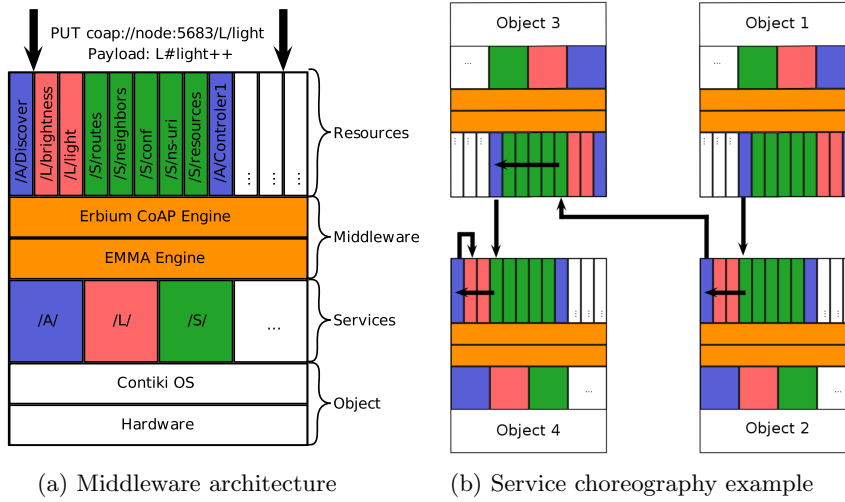 PUT coap://node:5683/L/light
Payload: L#light++
/A/Discover
/L/brightness
/L/light
/S/routes
/S/neighbors
/S/conf
/S/ns-uri
/S/resources
/A/Controler1
...
...
...
Resources
Erbium CoAP Engine
EMMA Engine
Middleware
/A/
/L/
/S/
...
Services
Contiki OS
Hardware
Object
(a) Middleware architecture
Object 3
...
... ... ...
Object 1
...
... ... ...
... ... ...
...
Object 4
... ...
...
Object 2
(b) Service choreography example